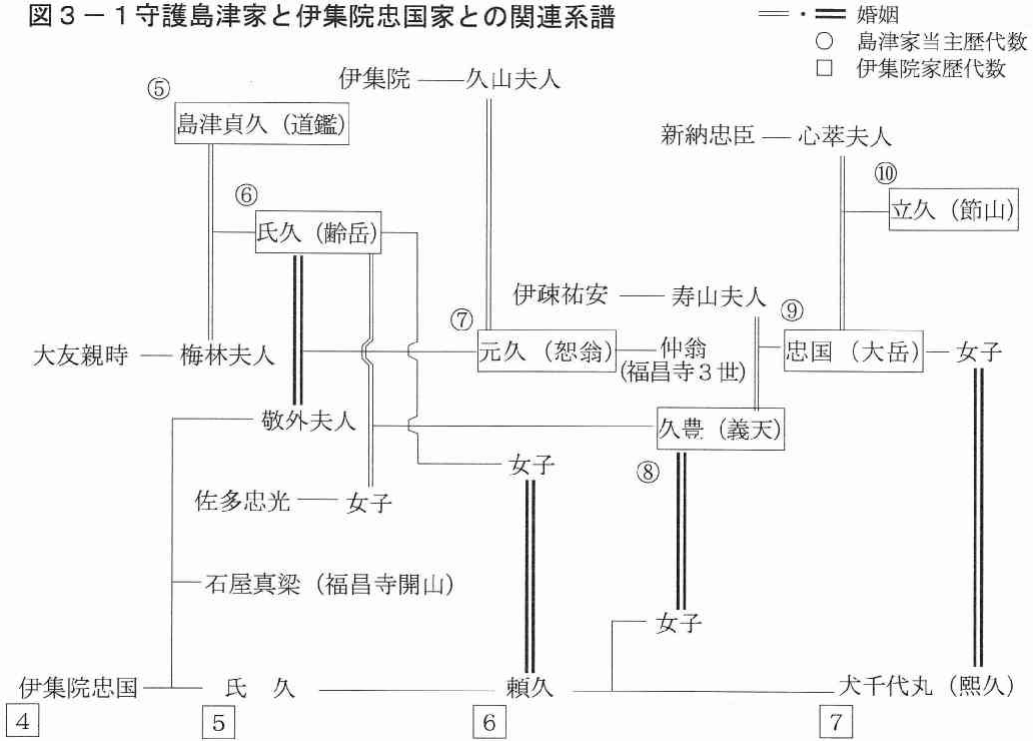 図3－1守護島津家と伊集院忠国家との関連系譜
＝・＝ 婚姻
○ 島津家当主歴代数
□ 伊集院家歴代数
伊集院 久山夫人
⑤
島津貞久（道鑑）
新納忠臣 心萃夫人
⑩
立久（節山）
⑥
氏久（齢岳）
伊疎祐安 寿山夫人
⑦
⑨
大友親時 梅林夫人
元久（恕翁）
仲翁
(福昌寺3世)
忠国（大岳）
女子
敬外夫人
久豊（義天）
⑧
女子
佐多忠光 女子
石屋真梁（福昌寺開山）
女子
伊集院忠国 氏 久 頼久 犬千代丸（熙久）
4 5 6 7